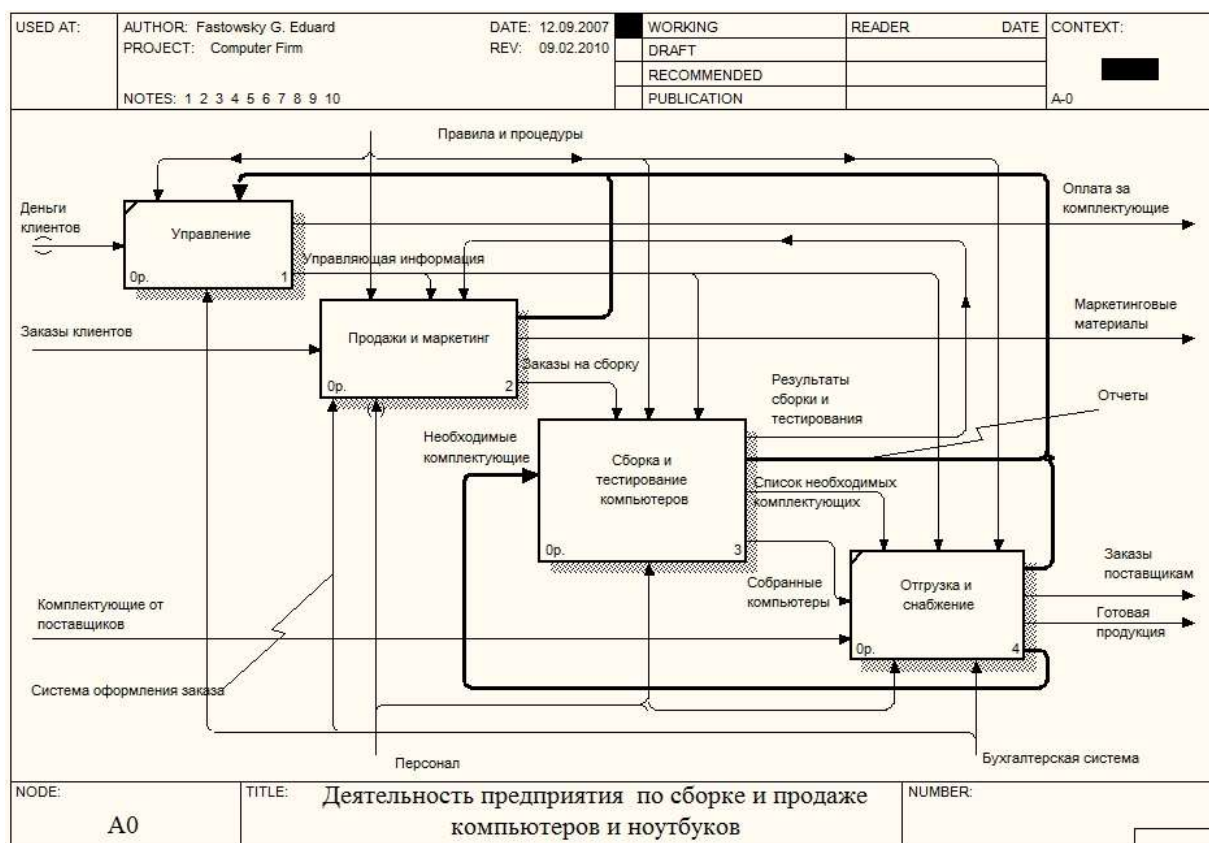 USED AT:
AUTHOR: Fastowsky G. Eduard
DATE: 12.09.2007
PROJECT: Computer Firm
REV: 09.02.2010
NOTES: 1 2 3 4 5 6 7 8 9 10
WORKING
DRAFT
RECOMMENDED
PUBLICATION
READER
DATE
CONTEXT:
A-0
Правила и процедуры
Деньги
клиентов
Управление
0р.
1
Оплата за
комплектующие
Управляющая информация
Заказы клиентов
Продажи и маркетинг
0р.
2
Маркетинговые
материалы
Заказы на сборку
Результаты
сборки и
тестирования
Отчеты
Необходимые
комплектующие
Сборка и
тестирование
компьютеров
0р.
3
Список необходимых
комплектующих
Собранные
компьютеры
Отгрузка и
снабжение
0р.
4
Заказы
поставщикам
Готовая
продукция
Комплектующие от
поставщиков
Система оформления заказа
Персонал
Бухгалтерская система
NODE:
A0
TITLE:
Деятельность предприятия по сборке и продаже
компьютеров и ноутбуков
NUMBER: